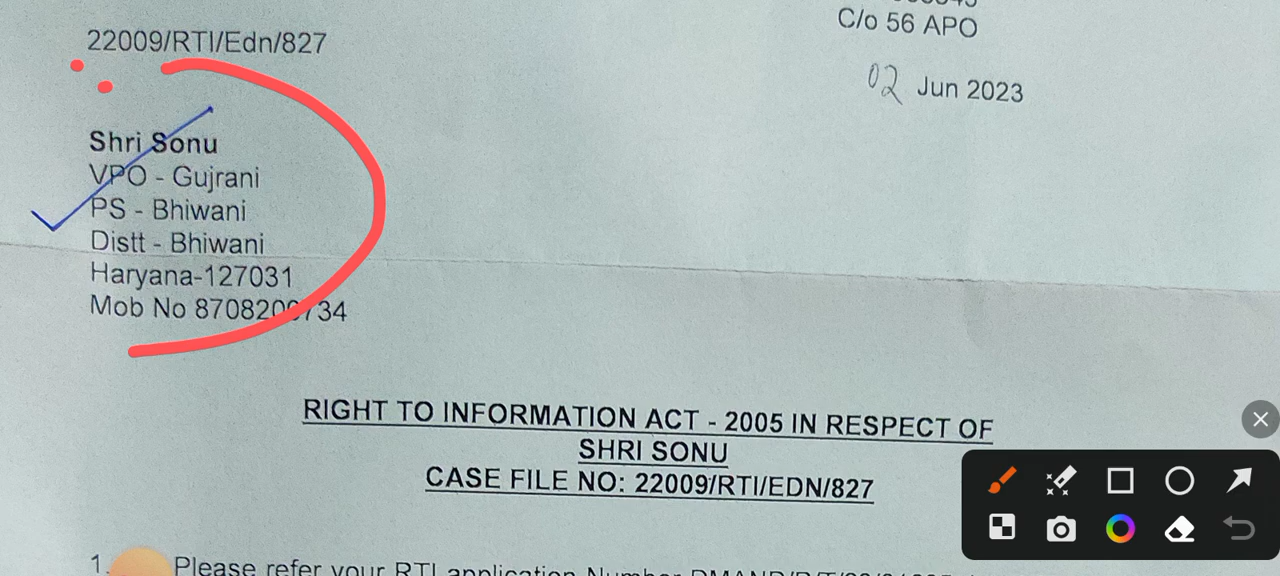 C/o 56 APO
22009/RTI/Edn/827
02 Jun 2023
Shri Sonu
VPO - Gujrani
PS - Bhiwani
Distt - Bhiwani
Haryana-127031
Mob No
RIGHT TO INFORMATION ACT - 2005 IN RESPECT OF
SHRI SONU
CASE FILE NO: 22009/RTI/EDN/827
1. Please refer your RTI application Number